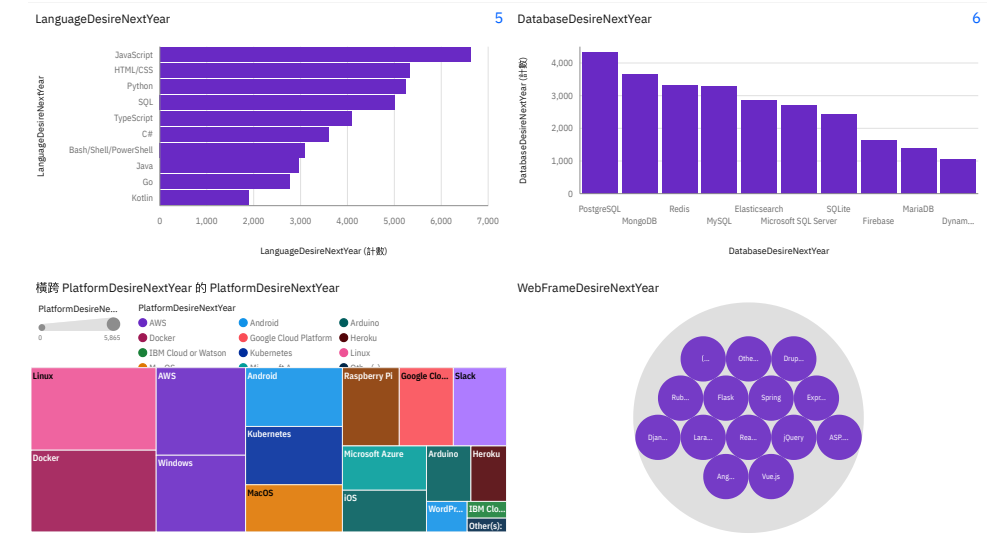 LanguageDesireNextYear
5
LanguageDesireNextYear
JavaScript
HTML/CSS
Python
SQL
TypeScript
C#
Bash/Shell/PowerShell
Java
Go
Kotlin
0 1,000 2,000 3,000 4,000 5,000 6,000 7,000
LanguageDesireNextYear (計數)
DatabaseDesireNextYear
6
DatabaseDesireNextYear (計數)
4,000
3,000
2,000
1,000
0
PostgreSQL Redis Elasticsearch SQLite MariaDB
MongoDB MySQL Microsoft SQL Server Firebase Dynam...
DatabaseDesireNextYear
橫跨 PlatformDesireNextYear 的 PlatformDesireNextYear
PlatformDesireNe...
0 5,865
PlatformDesireNextYear
AWS Android Arduino
Docker Google Cloud Platform Heroku
IBM Cloud or Watson Kubernetes Linux
Linux AWS Android Raspberry Pi Google Clo... Slack
Kubernetes
Docker Windows Microsoft Azure Arduino Heroku
MacOS iOS
WordPr... IBM Clo...
Other(s):
WebFrameDesireNextYear
(... Othe... Drup...
Rub... Flask Spring Expr...
Djan... Lara... Rea... jQuery ASP....
Ang... Vue.js